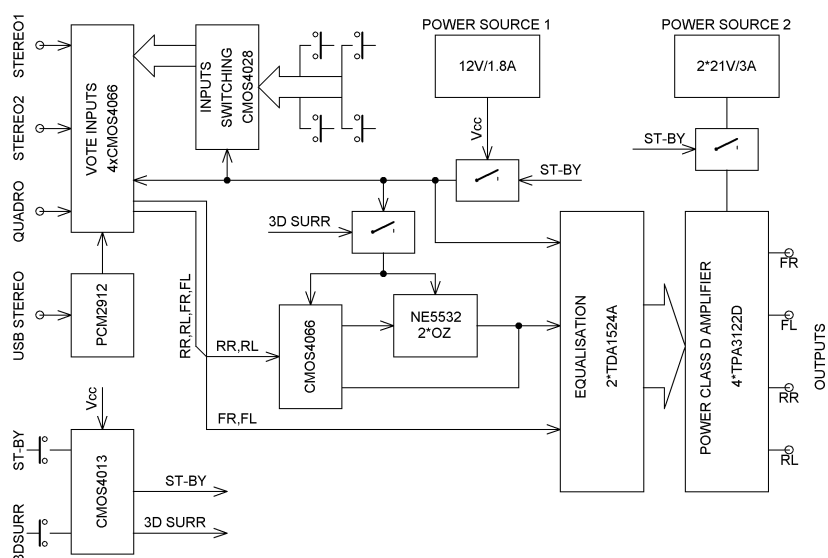 STEREO1
STEREO2
QUADRO
USB STEREO
VOTE INPUTS
4xCMOS4066
INPUTS
SWITCHING
CMOS4028
POWER SOURCE 1
12V/1.8A
Vcc
ST-BY
POWER SOURCE 2
2*21V/3A
ST-BY
3D SURR
PCM2912
RR,RL,FR,FL
RR,RL
FR,FL
CMOS4066
NE5532
2*OZ
EQUALISATION
2*TDA1524A
POWER CLASS D AMPLIFIER
4*TPA3122D
FR
FL
RR
RL
OUTPUTS
Vcc
ST-BY
3DSURR
CMOS4013
ST-BY
3D SURR